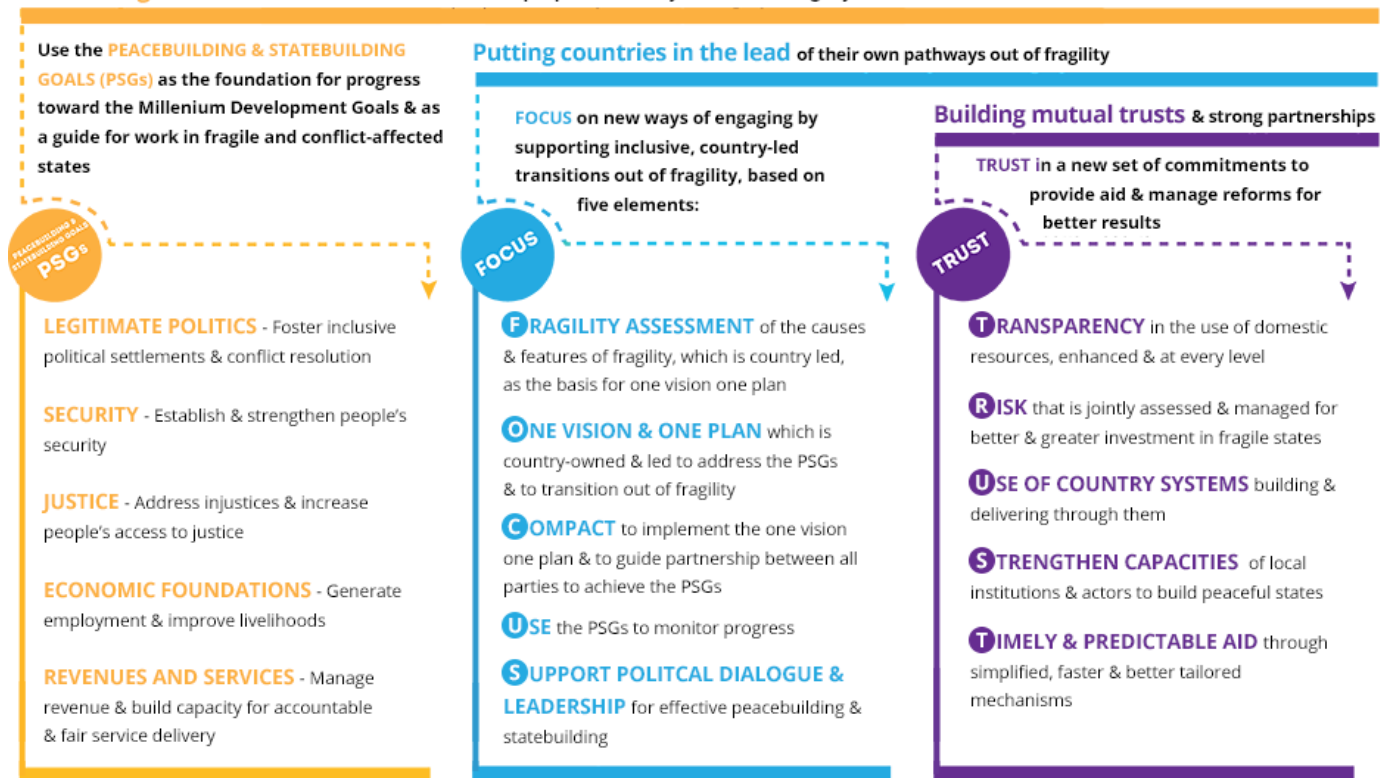 Use the PEACEBUILDING & STATEBUILDING
GOALS (PSGs) as the foundation for progress
toward the Millenium Development Goals & as
a guide for work in fragile and conflict-affected
states
PEACEBUILDING &
STATEBUILDING GOALS
PSGs
LEGITIMATE POLITICS - Foster inclusive
political settlements & conflict resolution
SECURITY - Establish & strengthen people's
security
JUSTICE - Address injustices & increase
people's access to justice
ECONOMIC FOUNDATIONS - Generate
employment & improve livelihoods
REVENUES AND SERVICES - Manage
revenue & build capacity for accountable
& fair service delivery
Putting countries in the lead of their own pathways out of fragility
FOCUS on new ways of engaging by
supporting inclusive, country-led
transitions out of fragility, based on
five elements:
FOCUS
FRAGILITY ASSESSMENT of the causes
& features of fragility, which is country led,
as the basis for one vision one plan
ONE VISION & ONE PLAN which is
country-owned & led to address the PSGs
& to transition out of fragility
COMPACT to implement the one vision
one plan & to guide partnership between all
parties to achieve the PSGs
USE the PSGs to monitor progress
SUPPORT POLITCAL DIALOGUE &
LEADERSHIP for effective peacebuilding &
statebuilding
Building mutual trusts & strong partnerships
TRUST in a new set of commitments to
provide aid & manage reforms for
better results
TRUST
TRANSPARENCY in the use of domestic
resources, enhanced & at every level
RISK that is jointly assessed & managed for
better & greater investment in fragile states
USE OF COUNTRY SYSTEMS building &
delivering through them
STRENGTHEN CAPACITIES of local
institutions & actors to build peaceful states
TIMELY & PREDICTABLE AID through
simplified, faster & better tailored
mechanisms